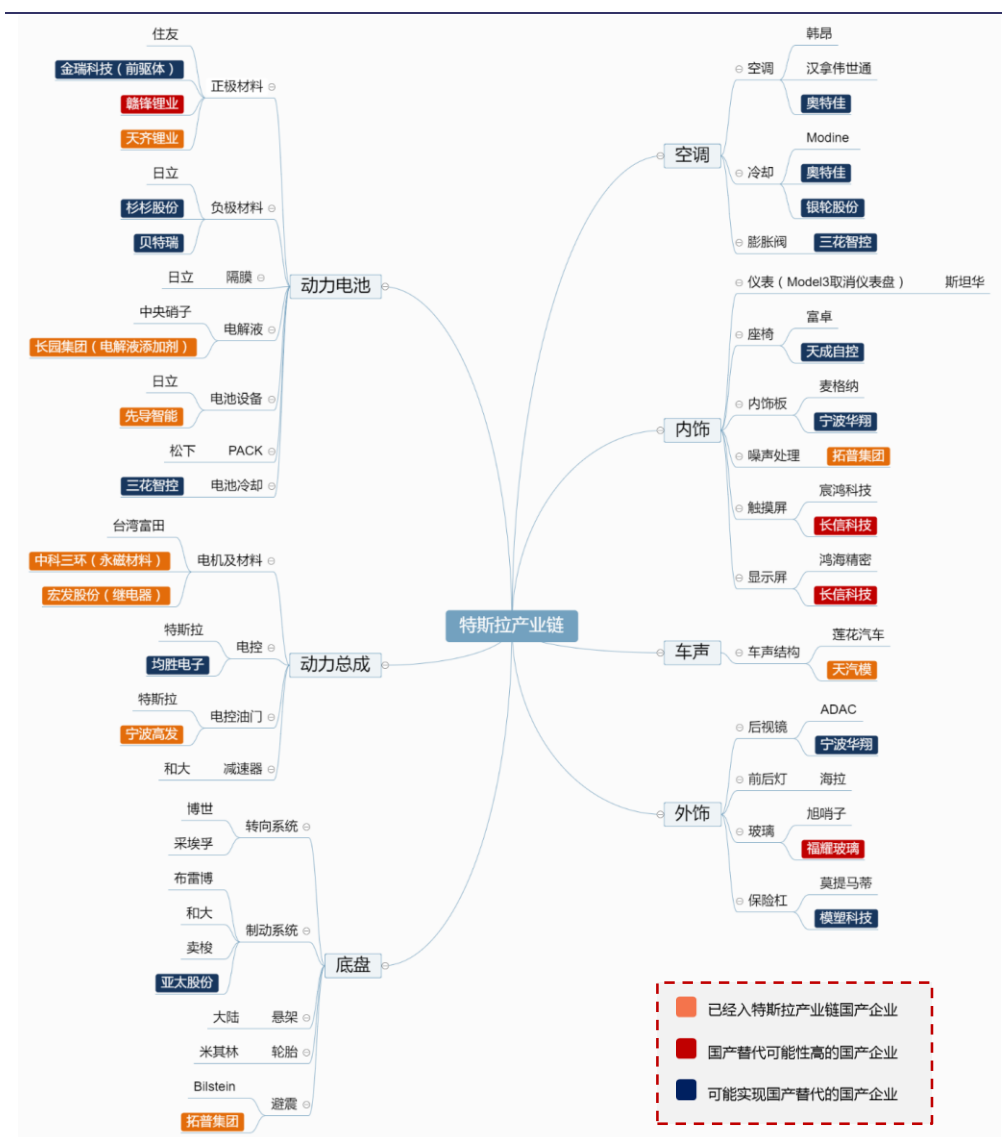 特斯拉产业链
动力电池
正极材料
住友
金瑞科技（前驱体）
赣锋锂业
天齐锂业
负极材料
日立
杉杉股份
贝特瑞
隔膜
日立
电解液
中央硝子
长园集团（电解液添加剂）
电池设备
日立
先导智能
PACK
松下
电池冷却
三花智控
动力总成
电机及材料
台湾富田
中科三环（永磁材料）
宏发股份（继电器）
电控
特斯拉
均胜电子
电控油门
特斯拉
宁波高发
减速器
和大
底盘
转向系统
博世
采埃孚
制动系统
布雷博
和大
卖梭
亚太股份
悬架
大陆
轮胎
米其林
避震
Bilstein
拓普集团
空调
空调
韩昂
汉拿伟世通
奥特佳
冷却
Modine
奥特佳
银轮股份
膨胀阀
三花智控
内饰
仪表（Model3取消仪表盘）
斯坦华
座椅
富卓
天成自控
内饰板
麦格纳
宁波华翔
噪声处理
拓普集团
触摸屏
宸鸿科技
长信科技
显示屏
鸿海精密
长信科技
车声
车声结构
莲花汽车
天汽模
外饰
后视镜
ADAC
宁波华翔
前后灯
海拉
玻璃
旭哨子
福耀玻璃
保险杠
莫提马蒂
模塑科技
已经入特斯拉产业链国产企业
国产替代可能性高的国产企业
可能实现国产替代的国产企业